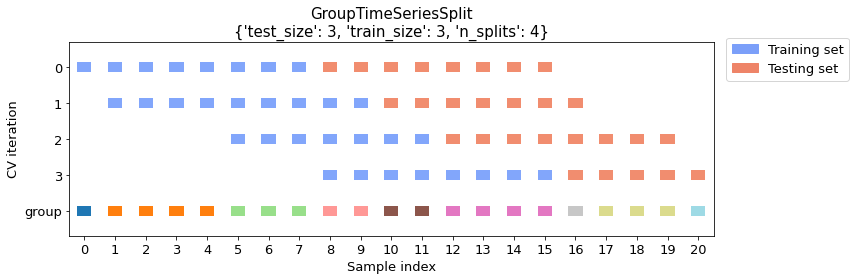 GroupTimeSeriesSplit
{'test_size': 3, 'train_size': 3, 'n_splits': 4}
Training set
Testing set
CV iteration
0
1
2
3
group
0 1 2 3 4 5 6 7 8 9 10 11 12 13 14 15 16 17 18 19 20
Sample index